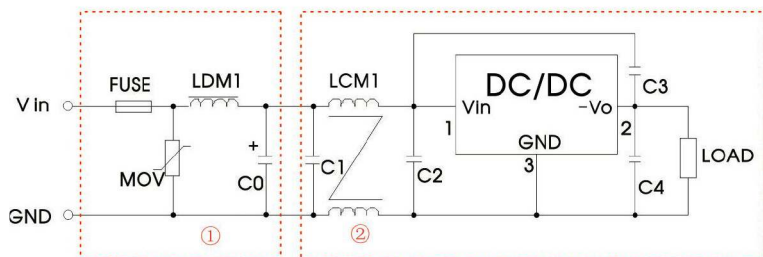 FUSE
LDM1
LCM1
DC/DC
C3
Vin
Vin
-Vo
1
2
GND
3
+
MOV
C0
C1
C2
C4
LOAD
GND
①
②